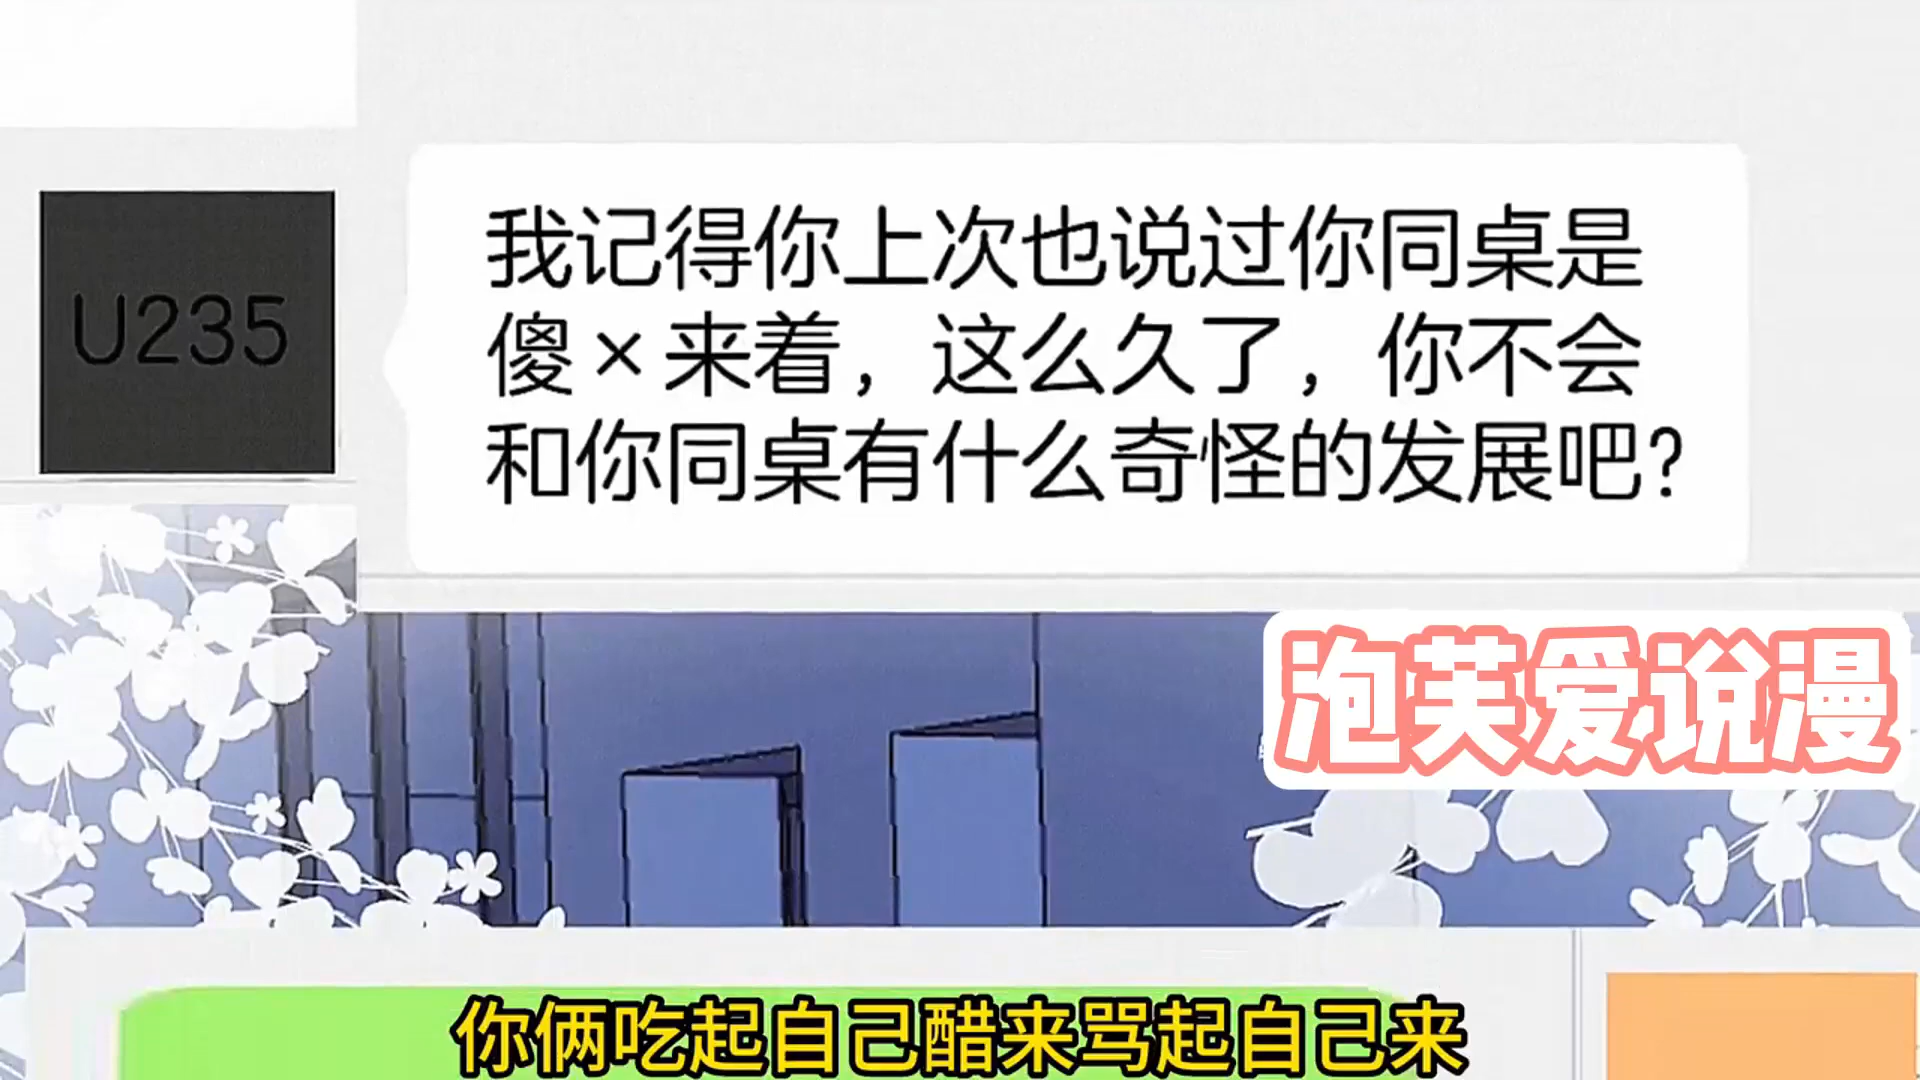 我记得你上次也说过你同桌是
傻×来着，这么久了，你不会
和你同桌有什么奇怪的发展吧?
U235
泡芙爱说漫
你俩吃起自己醋来骂起自己来